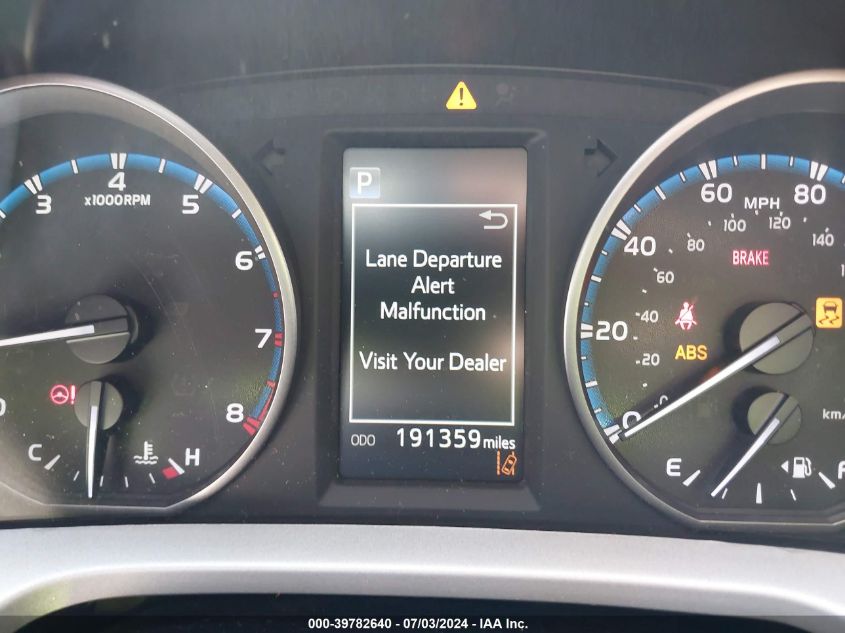 P
Lane Departure
Alert
Malfunction
Visit Your Dealer
ODO 191359 miles
3 4 5 6 7 8
x1000RPM
C H
0 20 40 60 80
MPH
0 20 40 60 80 100 120 140
BRAKE
ABS
km/
E
000-39782640 - 07/03/2024 - IAA Inc.